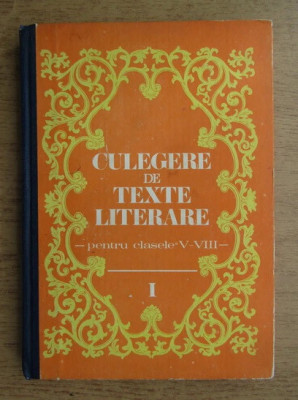 CULEGERE
DE
TEXTE
LITERARE
— pentru clasele V-VIII —
I